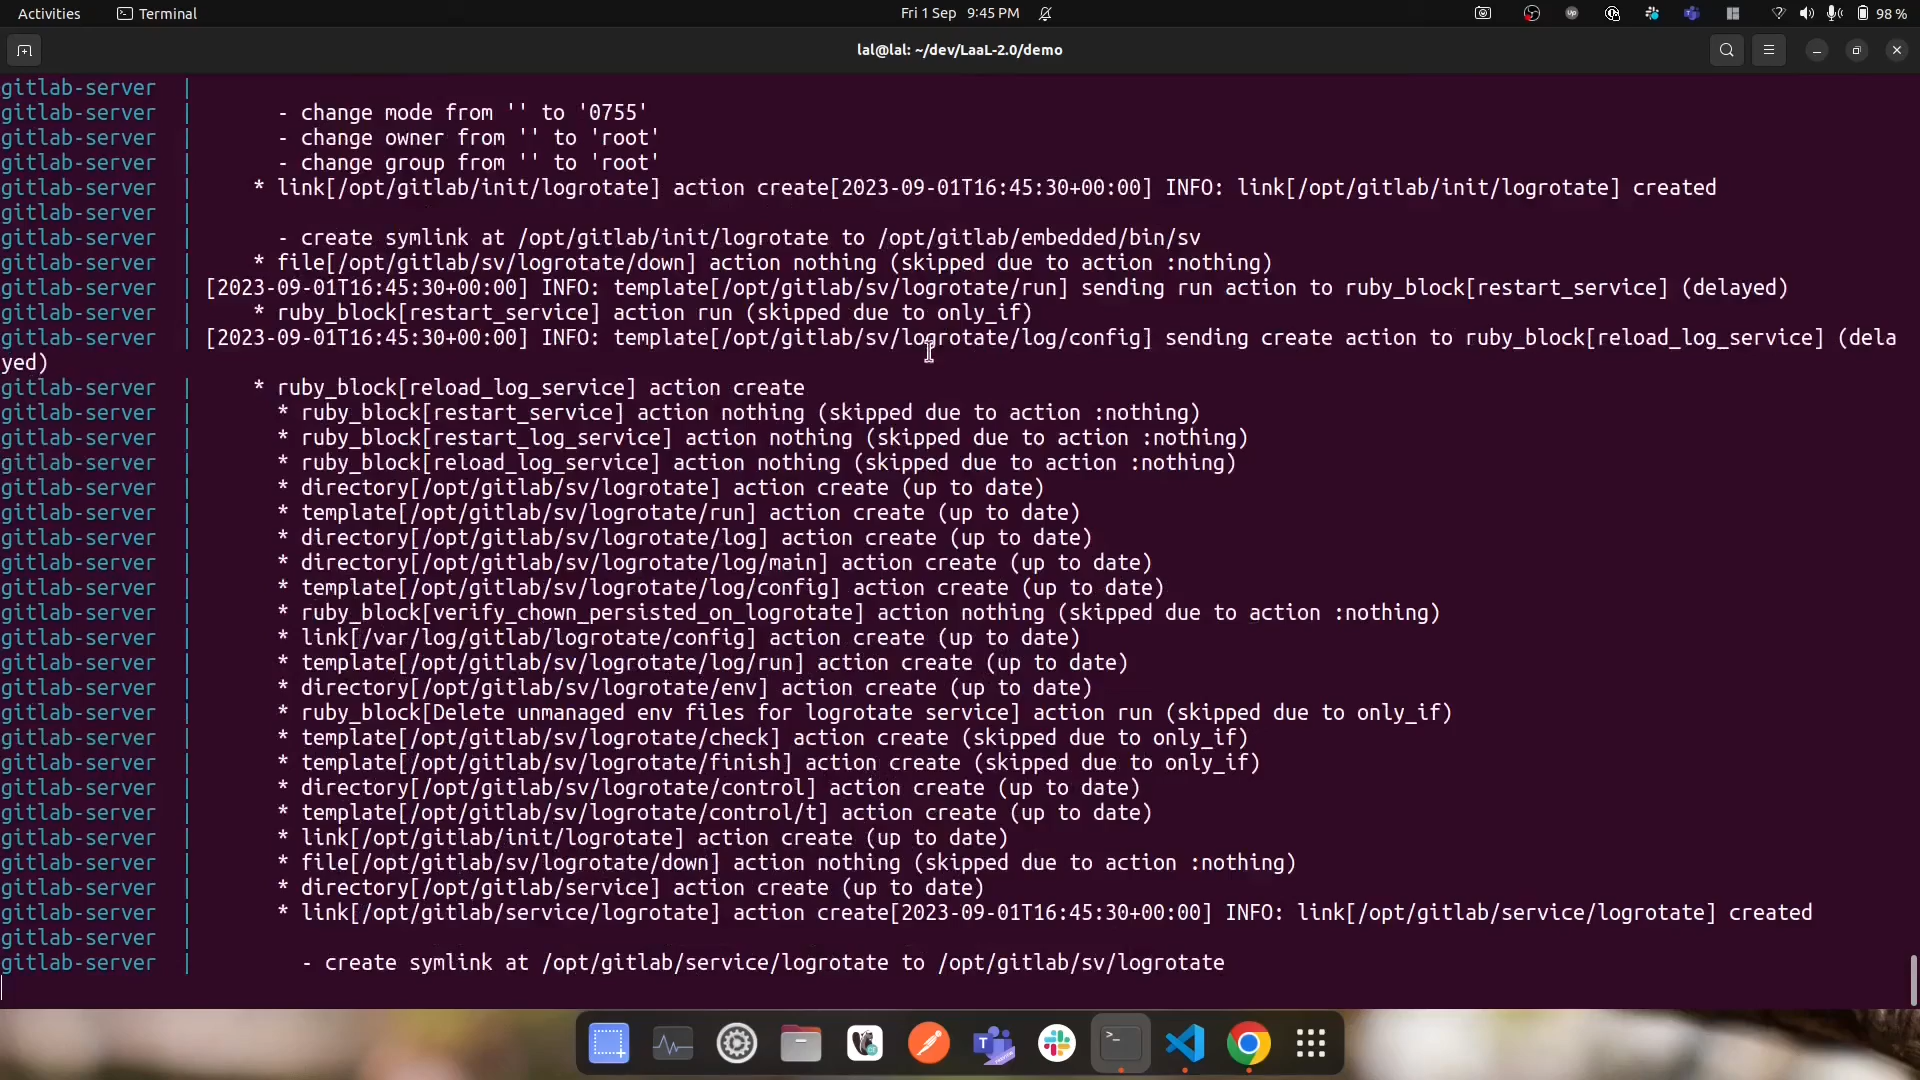 Activities Terminal Fri 1 Sep 9:45 PM 98 %
lal@lal: ~/dev/LaaL-2.0/demo
gitlab-server |
gitlab-server | - change mode from '' to '0755'
gitlab-server | - change owner from '' to 'root'
gitlab-server | - change group from '' to 'root'
gitlab-server | * link[/opt/gitlab/init/logrotate] action create[2023-09-01T16:45:30+00:00] INFO: link[/opt/gitlab/init/logrotate] created
gitlab-server |
gitlab-server | - create symlink at /opt/gitlab/init/logrotate to /opt/gitlab/embedded/bin/sv
gitlab-server | * file[/opt/gitlab/sv/logrotate/down] action nothing (skipped due to action :nothing)
gitlab-server | [2023-09-01T16:45:30+00:00] INFO: template[/opt/gitlab/sv/logrotate/run] sending run action to ruby_block[restart_service] (delayed)
gitlab-server | * ruby_block[restart_service] action run (skipped due to only_if)
gitlab-server | [2023-09-01T16:45:30+00:00] INFO: template[/opt/gitlab/sv/logrotate/log/config] sending create action to ruby_block[reload_log_service] (dela
yed)
gitlab-server | * ruby_block[reload_log_service] action create
gitlab-server | * ruby_block[restart_service] action nothing (skipped due to action :nothing)
gitlab-server | * ruby_block[restart_log_service] action nothing (skipped due to action :nothing)
gitlab-server | * ruby_block[reload_log_service] action nothing (skipped due to action :nothing)
gitlab-server | * directory[/opt/gitlab/sv/logrotate] action create (up to date)
gitlab-server | * template[/opt/gitlab/sv/logrotate/run] action create (up to date)
gitlab-server | * directory[/opt/gitlab/sv/logrotate/log] action create (up to date)
gitlab-server | * directory[/opt/gitlab/sv/logrotate/log/main] action create (up to date)
gitlab-server | * template[/opt/gitlab/sv/logrotate/log/config] action create (up to date)
gitlab-server | * ruby_block[verify_chown_persisted_on_logrotate] action nothing (skipped due to action :nothing)
gitlab-server | * link[/var/log/gitlab/logrotate/config] action create (up to date)
gitlab-server | * template[/opt/gitlab/sv/logrotate/log/run] action create (up to date)
gitlab-server | * directory[/opt/gitlab/sv/logrotate/env] action create (up to date)
gitlab-server | * ruby_block[Delete unmanaged env files for logrotate service] action run (skipped due to only_if)
gitlab-server | * template[/opt/gitlab/sv/logrotate/check] action create (skipped due to only_if)
gitlab-server | * template[/opt/gitlab/sv/logrotate/finish] action create (skipped due to only_if)
gitlab-server | * directory[/opt/gitlab/sv/logrotate/control] action create (up to date)
gitlab-server | * template[/opt/gitlab/sv/logrotate/control/t] action create (up to date)
gitlab-server | * link[/opt/gitlab/init/logrotate] action create (up to date)
gitlab-server | * file[/opt/gitlab/sv/logrotate/down] action nothing (skipped due to action :nothing)
gitlab-server | * directory[/opt/gitlab/service] action create (up to date)
gitlab-server | * link[/opt/gitlab/service/logrotate] action create[2023-09-01T16:45:30+00:00] INFO: link[/opt/gitlab/service/logrotate] created
gitlab-server |
gitlab-server | - create symlink at /opt/gitlab/service/logrotate to /opt/gitlab/sv/logrotate